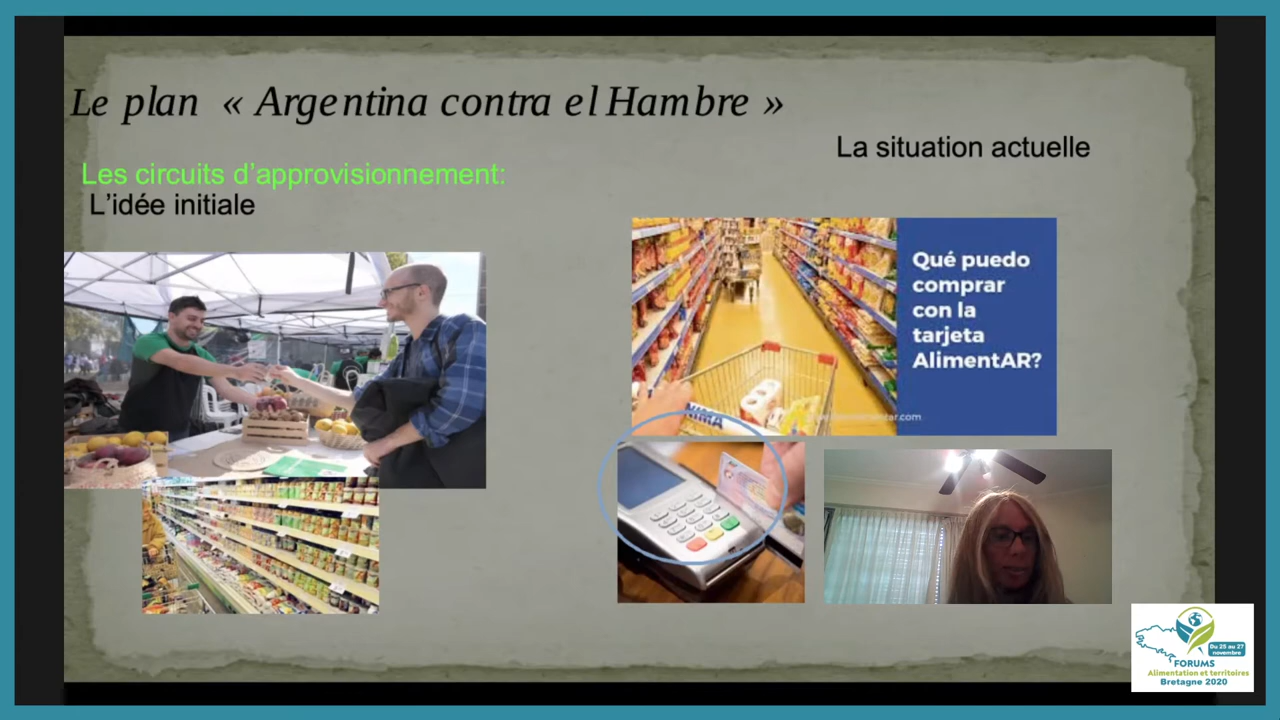 Le plan « Argentina contra el Hambre »
La situation actuelle
Les circuits d’approvisionnement:
L’idée initiale
Qué puedo
comprar
con la
tarjeta
AlimentAR?
NIMA
Du 25 au 27
novembre
FORUMS
Alimentation et territoires
Bretagne 2020